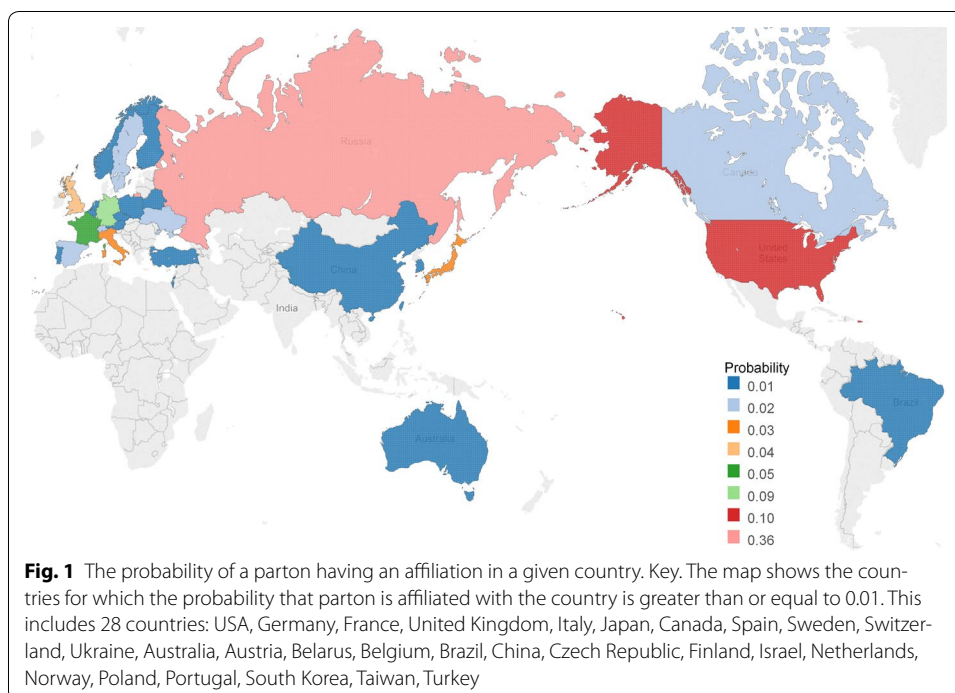 Russia
Canada
United
States
China
India
Australia
Brazil
Probability
0.01
0.02
0.03
0.04
0.05
0.09
0.10
0.36
Fig. 1 The probability of a parton having an affiliation in a given country. Key. The map shows the coun-
tries for which the probability that parton is affiliated with the country is greater than or equal to 0.01. This
includes 28 countries: USA, Germany, France, United Kingdom, Italy, Japan, Canada, Spain, Sweden, Switzer-
land, Ukraine, Australia, Austria, Belarus, Belgium, Brazil, China, Czech Republic, Finland, Israel, Netherlands,
Norway, Poland, Portugal, South Korea, Taiwan, Turkey